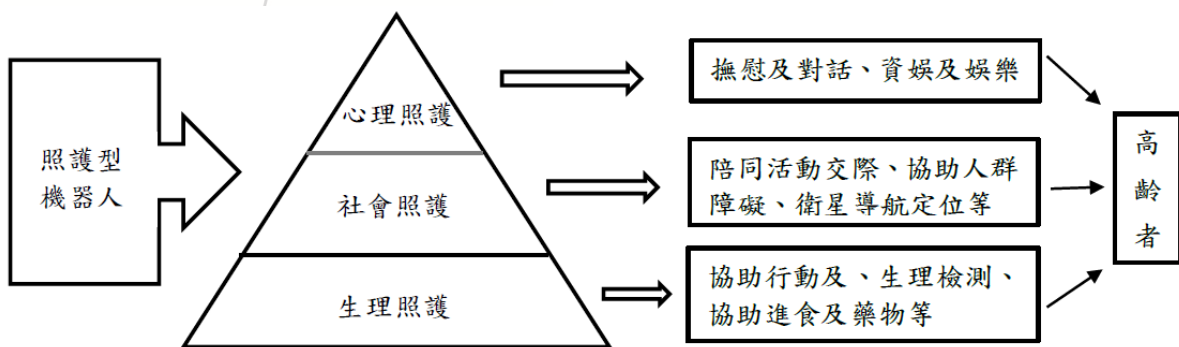 照護型
機器人
心理照護
社會照護
生理照護
撫慰及對話、資娛及娛樂
陪同活動交際、協助人群
障礙、衛星導航定位等
協助行動及、生理檢測、
協助進食及藥物等
高
齡
者